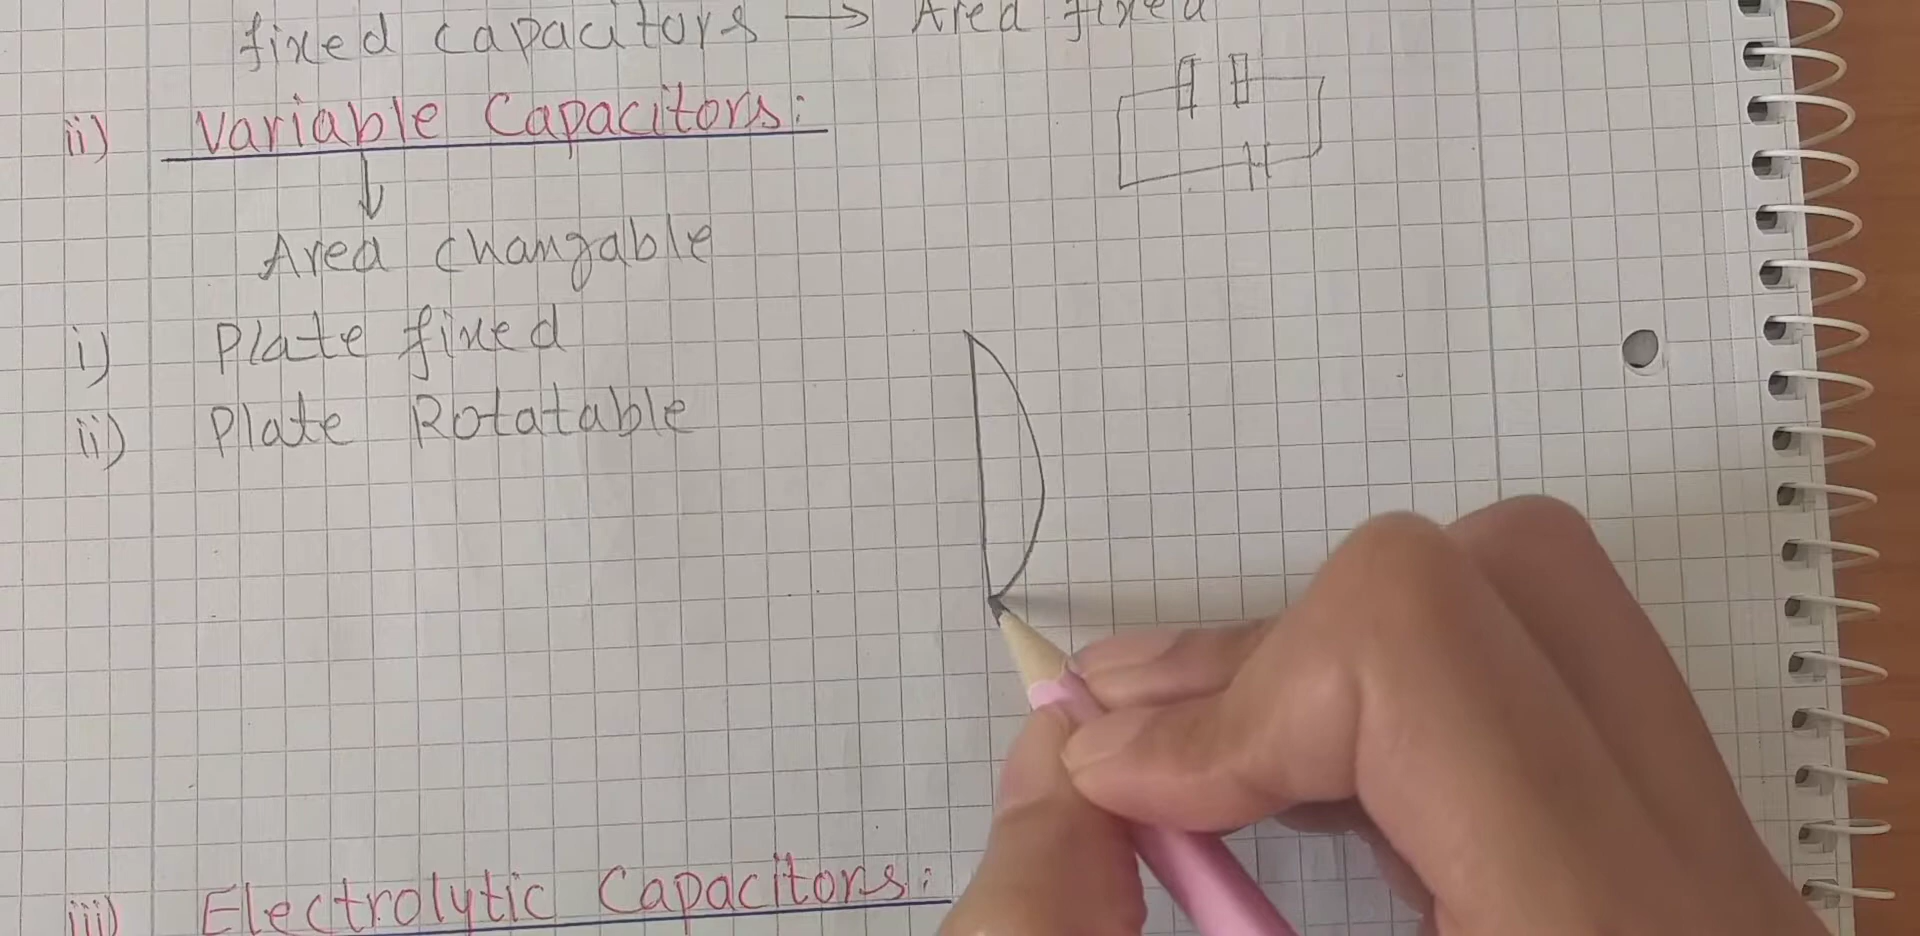 fixed capacitors → Area fixed
ii) Variable Capacitors:
↓
Area changable
i) Plate fixed
ii) Plate Rotatable
iii) Electrolytic Capacitors: